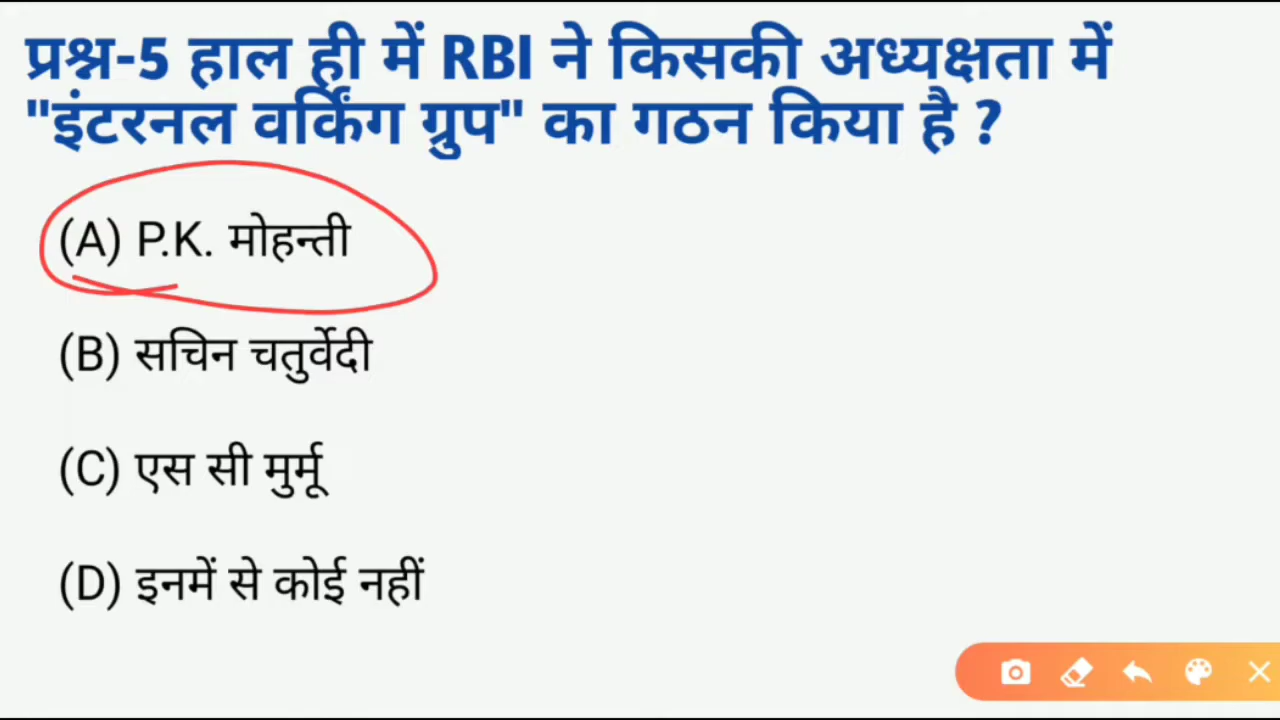 प्रश्न-5 हाल ही में RBI ने किसकी अध्यक्षता में
"इंटरनल वर्किंग ग्रुप" का गठन किया है ?
(A) P.K. मोहन्ती
(B) सचिन चतुर्वेदी
(C) एस सी मुर्मू
(D) इनमें से कोई नहीं